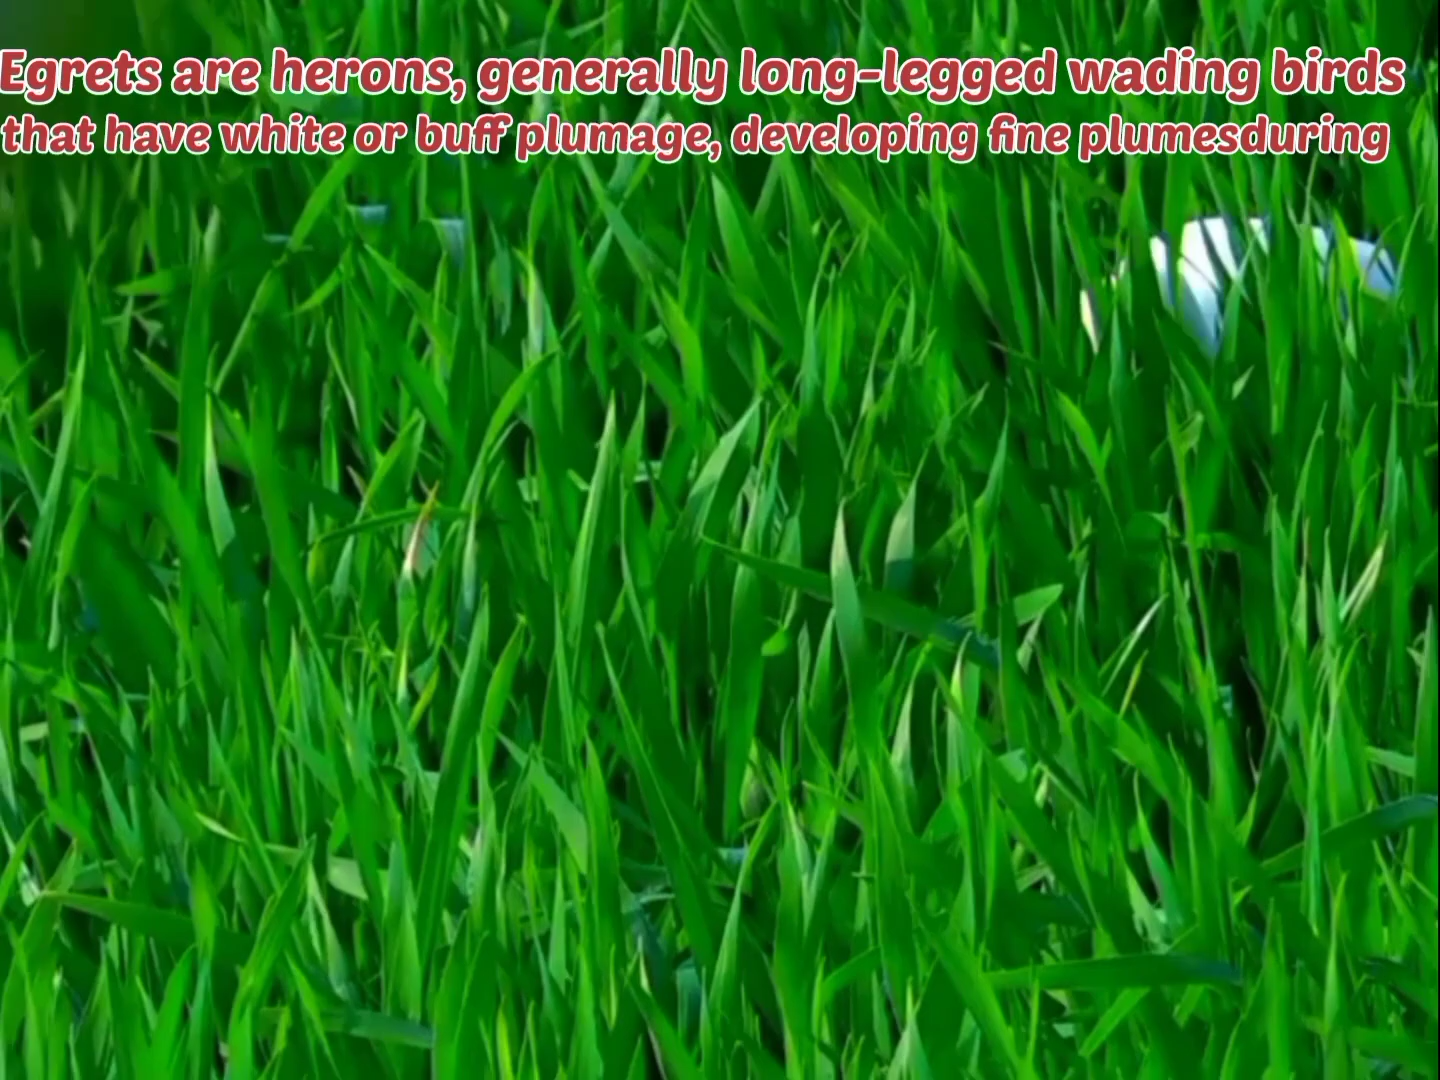 Egrets are herons, generally long-legged wading birds
that have white or buff plumage, developing fine plumesduring